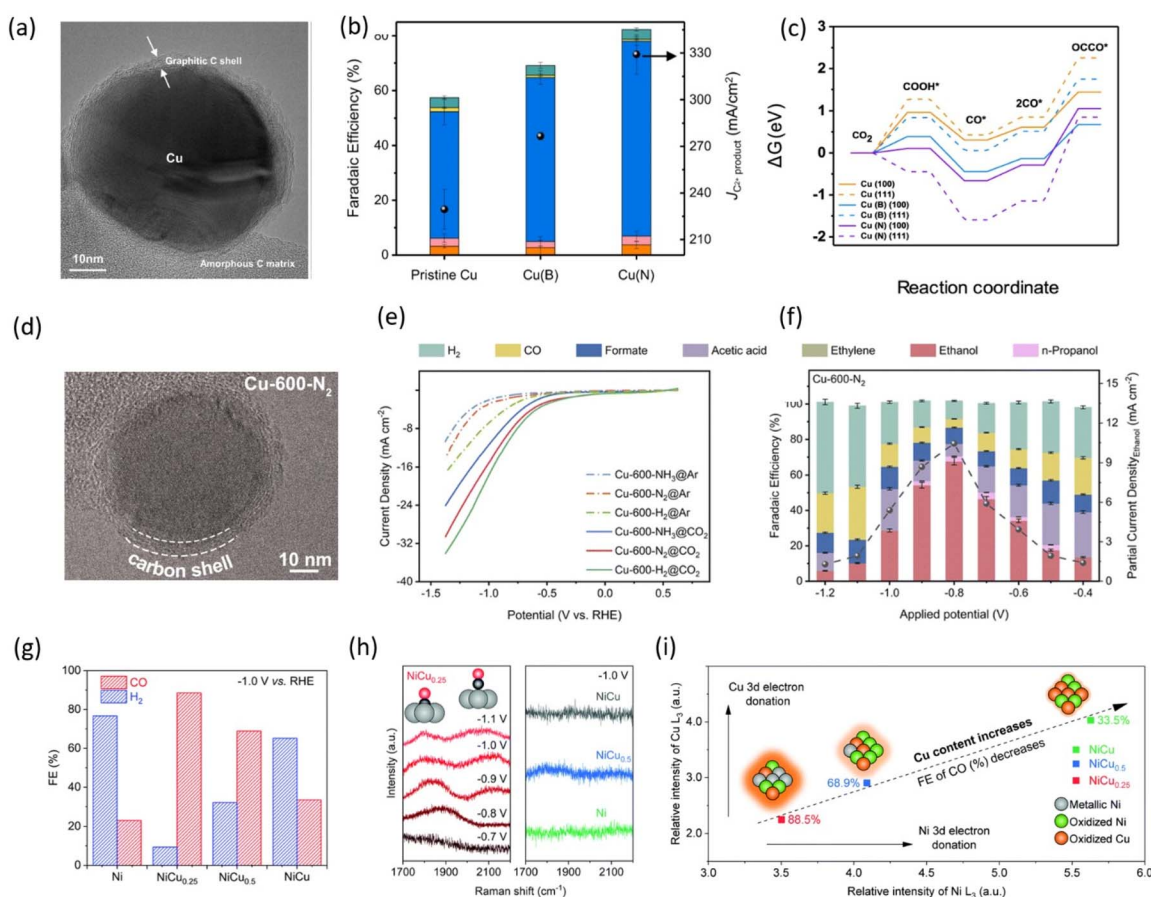 (a)
Graphitic C shell
Cu
10nm
Amorphous C matrix
(b)
80
60
40
20
0
Faradaic Efficiency (%)
Pristine Cu
Cu(B)
Cu(N)
330
300
270
240
210
J C₂₊ product (mA/cm²)
(c)
3
2
1
0
-1
-2
ΔG(eV)
CO₂
COOH*
CO*
2CO*
OCCO*
Cu (100)
Cu (111)
Cu (B) (100)
Cu (B) (111)
Cu (N) (100)
Cu (N) (111)
Reaction coordinate
(d)
Cu-600-N₂
carbon shell
10 nm
(e)
(f)
H₂ CO Formate Acetic acid Ethylene Ethanol n-Propanol
-8
-16
-24
-32
-40
Current Density (mA cm⁻²)
Cu-600-NH₃@Ar
Cu-600-N₂@Ar
Cu-600-H₂@Ar
Cu-600-NH₃@CO₂
Cu-600-N₂@CO₂
Cu-600-H₂@CO₂
-1.5 -1.0 -0.5 0.0 0.5
Potential (V vs. RHE)
Cu-600-N₂
100
80
60
40
20
0
Faradaic Efficiency (%)
15
12
9
6
3
0
Partial Current Density Ethanol (mA cm⁻²)
-1.2 -1.0 -0.8 -0.6 -0.4
Applied potential (V)
(g)
100
80
60
40
20
0
FE (%)
CO
H₂
-1.0 V vs. RHE
Ni NiCu₀.₂₅ NiCu₀.₅ NiCu
(h)
Intensity (a.u.)
NiCu₀.₂₅
-1.1 V
-1.0 V
-0.9 V
-0.8 V
-0.7 V
-1.0 V
NiCu
NiCu₀.₅
Ni
1700 1900 2100 1700 1900 2100
Raman shift (cm⁻¹)
(i)
Relative intensity of Cu L₃ (a.u.)
4.0
3.0
2.0
Cu 3d electron
donation
Cu content increases
FE of CO (%) decreases
33.5%
68.9%
88.5%
Ni 3d electron
donation
NiCu
NiCu₀.₅
NiCu₀.₂₅
Metallic Ni
Oxidized Ni
Oxidized Cu
3.0 3.5 4.0 4.5 5.0 5.5 6.0
Relative intensity of Ni L₃ (a.u.)